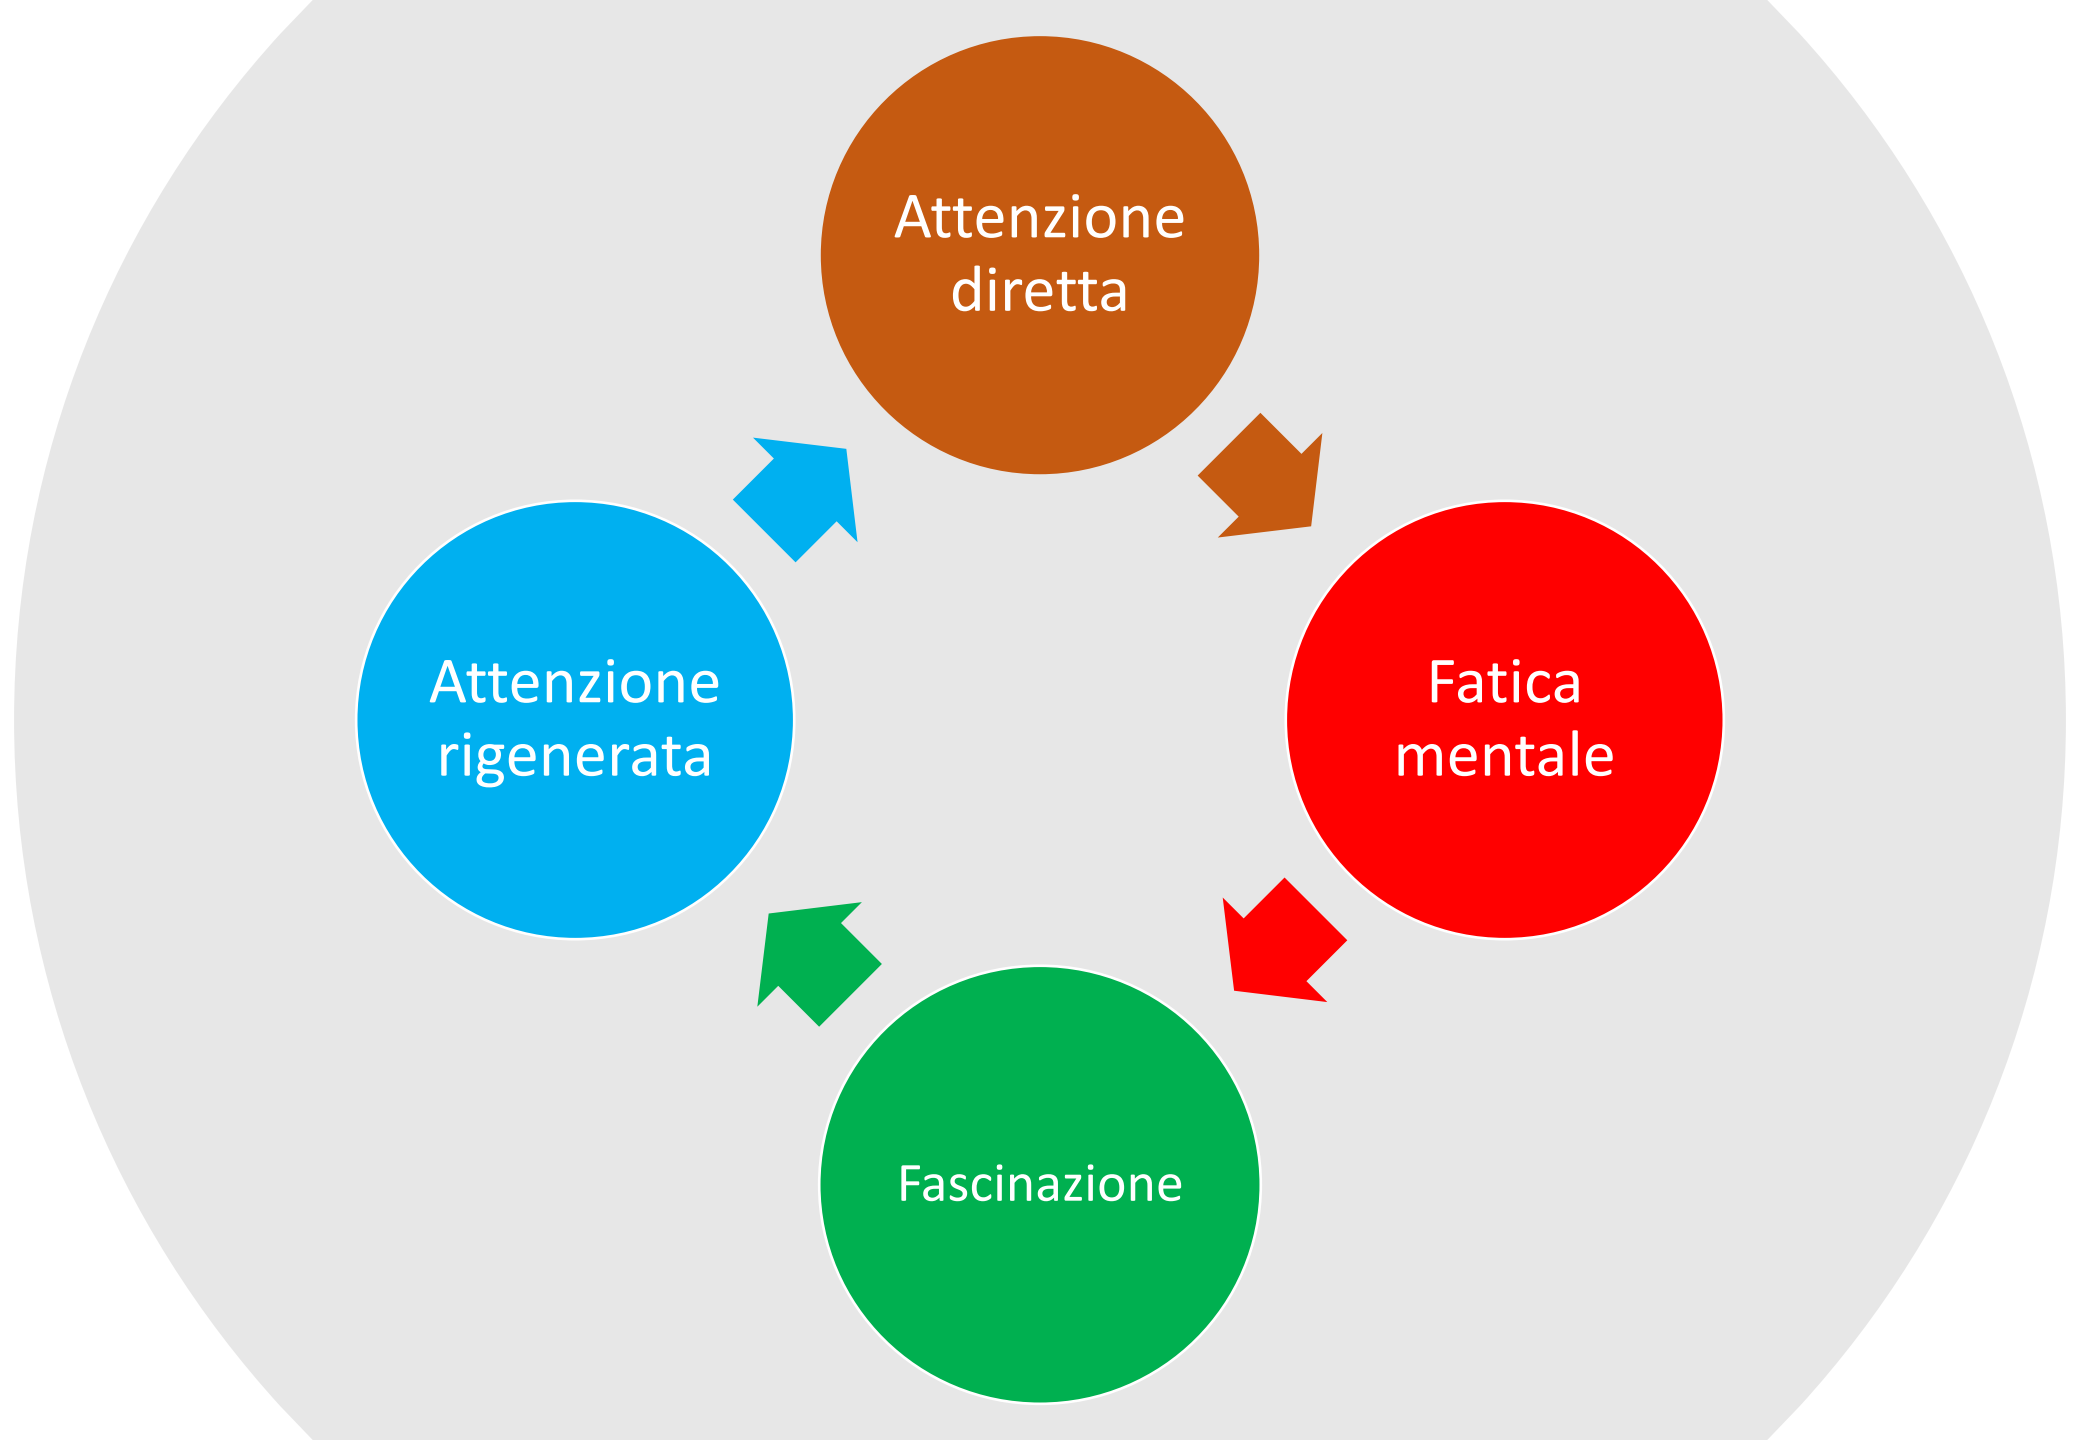 Attenzione
diretta
Fatica
mentale
Fascinazione
Attenzione
rigenerata